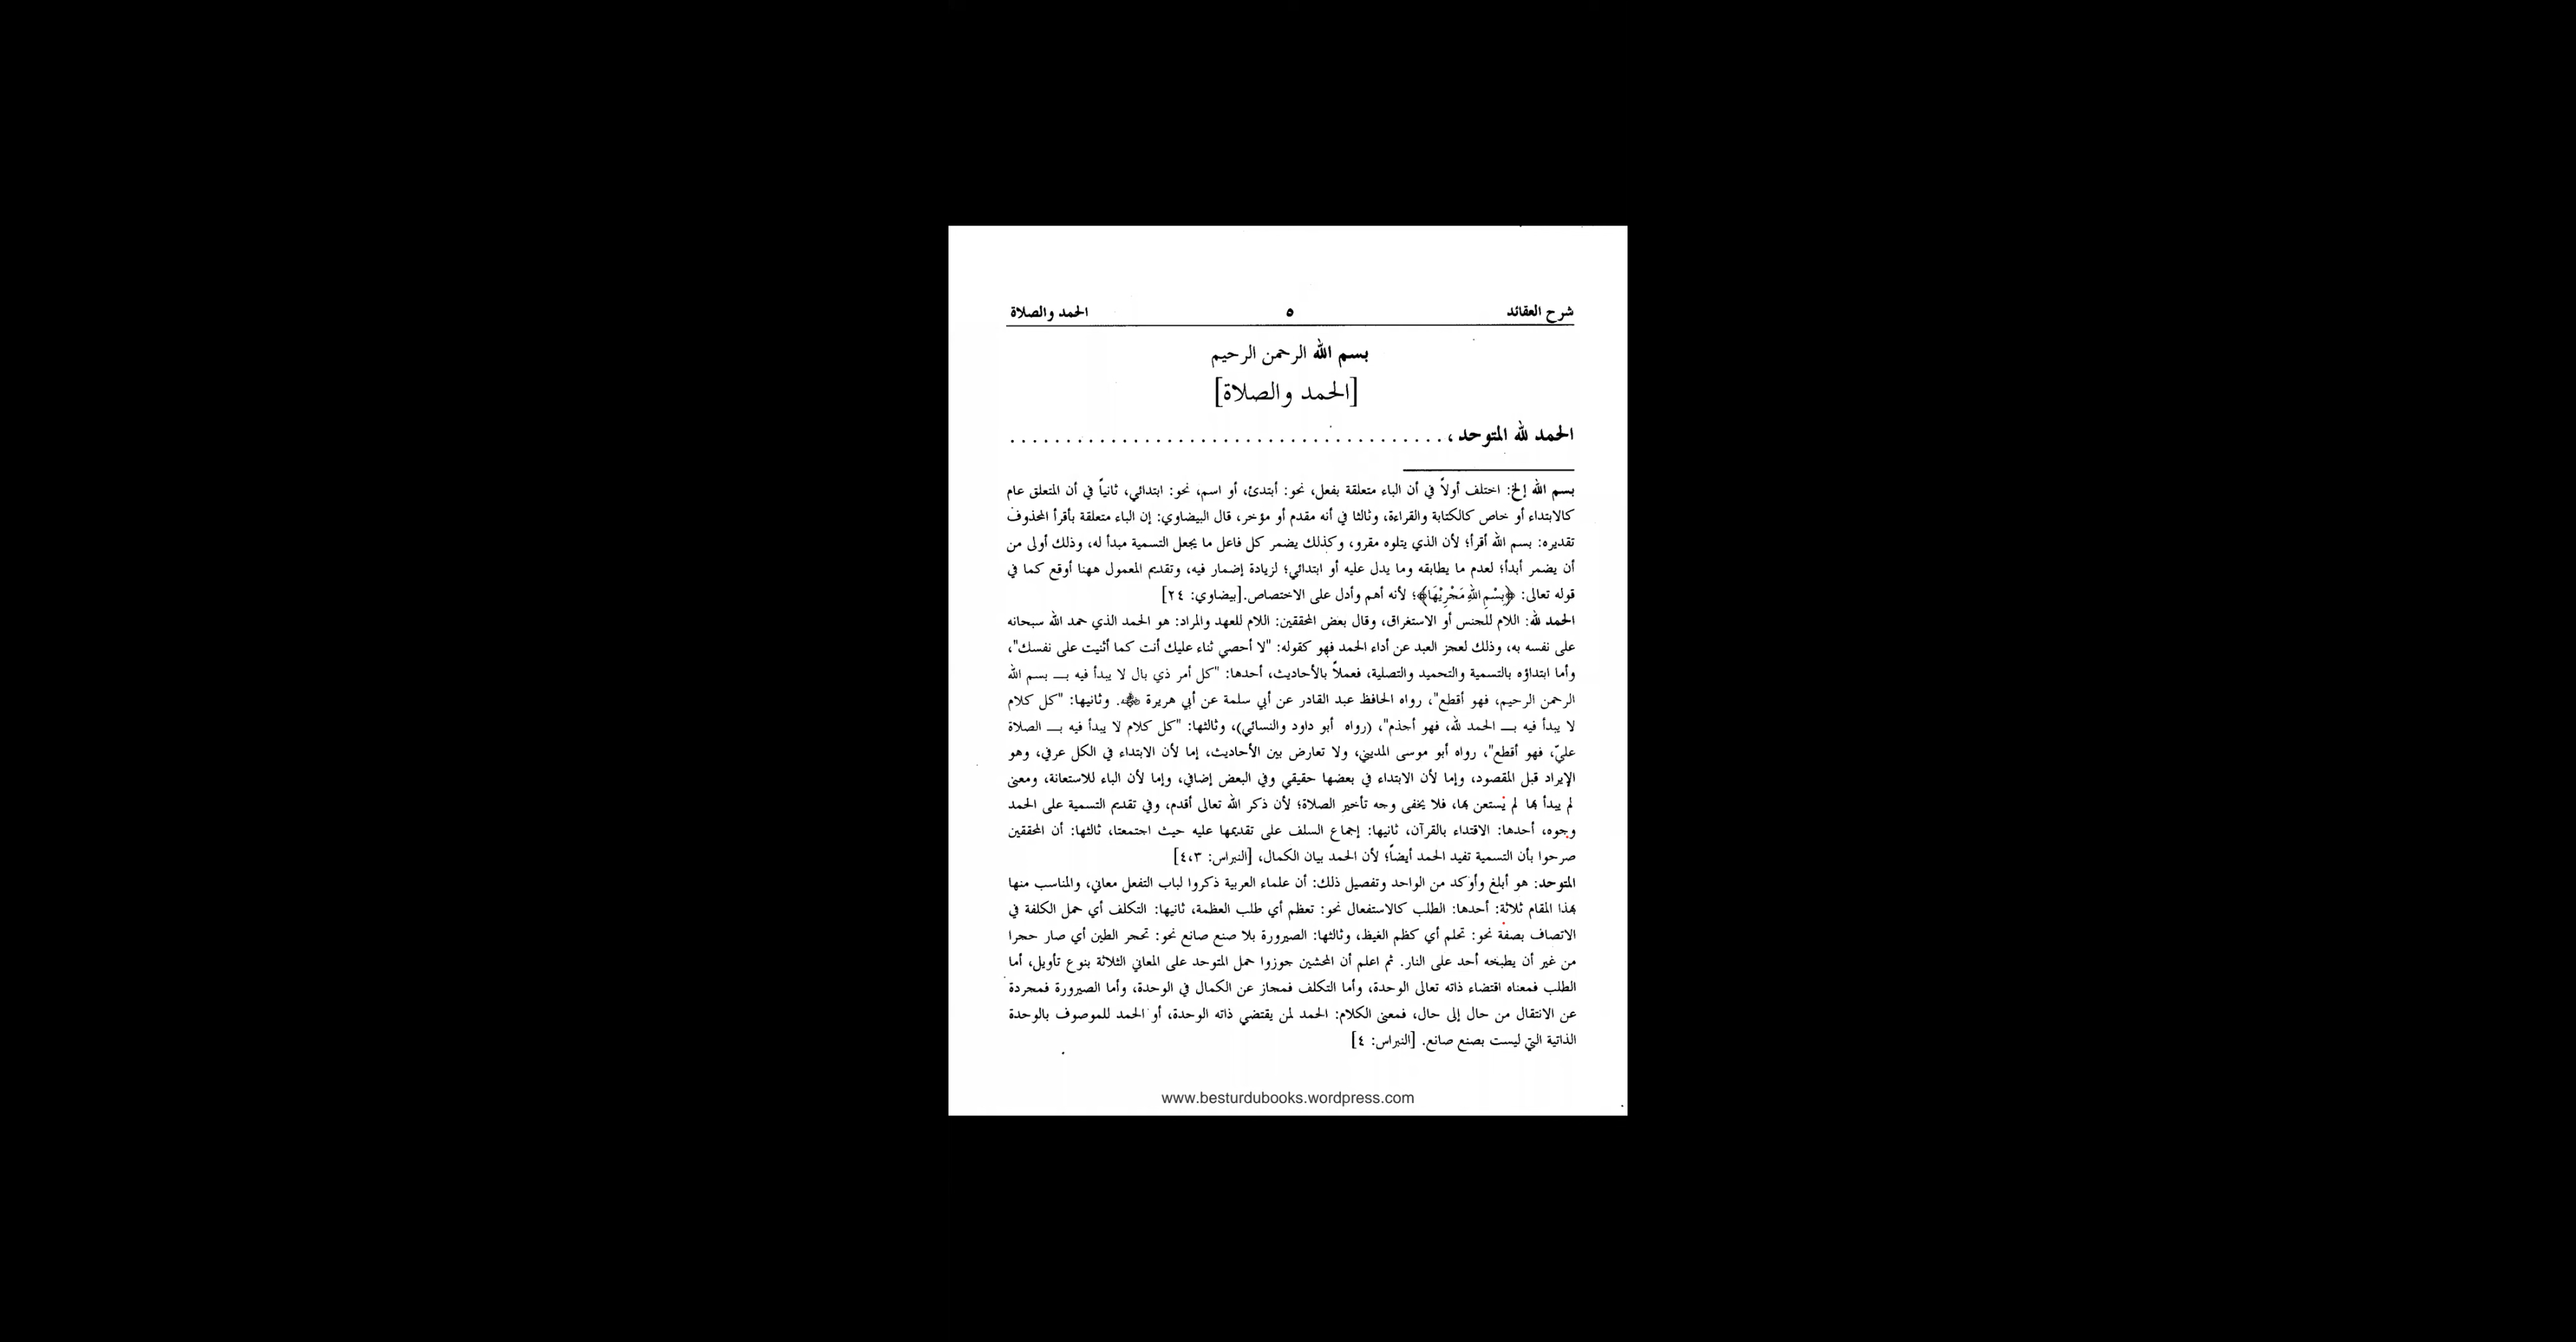 شرح العقائد ٥ الحمد والصلاة
بسم الله الرحمن الرحيم
[الحمد والصلاة]
الحمد لله المتوحد، . . . . . . . . . . . . . . . . . . . . . . . . . . . . . . . . . . . . . . .
بسم الله إلخ: اختلف أولاً في أن الباء متعلقة بفعل، نحو: أبتدئ، أو اسم، نحو: ابتدائي، ثانياً في أن المتعلق عام
كالابتداء أو خاص كالكتابة والقراءة، وثالثا في أنه مقدم أو مؤخر، قال البيضاوي: إن الباء متعلقة بأقرأ المحذوف
تقديره: بسم الله أقرأ؛ لأن الذي يتلوه مقرو، وكذلك يضمر كل فاعل ما يجعل التسمية مبدأ له، وذلك أولى من
أن يضمر أبدأ؛ لعدم ما يطابقه وما يدل عليه أو ابتدائي؛ لزيادة إضمار فيه، وتقديم المعمول ههنا أوقع كما في
قوله تعالى: ﴿بِسْمِ اللهِ مَجْرِيْهَا﴾؛ لأنه أهم وأدل على الاختصاص.[بيضاوي: ٢٤]
الحمد لله: اللام للجنس أو الاستغراق، وقال بعض المحققين: اللام للعهد والمراد: هو الحمد الذي حمد الله سبحانه
على نفسه به، وذلك لعجز العبد عن أداء الحمد فهو كقوله: "لا أحصي ثناء عليك أنت كما أثنيت على نفسك"،
وأما ابتداؤه بالتسمية والتحميد والتصلية، فعملاً بالأحاديث، أحدها: "كل أمر ذي بال لا يبدأ فيه بـــ بسم الله
الرحمن الرحيم، فهو أقطع"، رواه الحافظ عبد القادر عن أبي سلمة عن أبي هريرة ﷺ. وثانيها: "كل كلام
لا يبدأ فيه بـــ الحمد لله، فهو أجذم"، (رواه أبو داود والنسائي)، وثالثها: "كل كلام لا يبدأ فيه بـــ الصلاة
عليّ، فهو أقطع"، رواه أبو موسى المديني، ولا تعارض بين الأحاديث، إما لأن الابتداء في الكل عرفي، وهو
الإيراد قبل المقصود، وإما لأن الابتداء في بعضها حقيقي وفي البعض إضافي، وإما لأن الباء للاستعانة، ومعنى
لم يبدأ بها لم يُستعن بها، فلا يخفى وجه تأخير الصلاة؛ لأن ذكر الله تعالى أقدم، وفي تقديم التسمية على الحمد
وجوه، أحدها: الاقتداء بالقرآن، ثانيها: إجماع السلف على تقديمها عليه حيث اجتمعتا، ثالثها: أن المحققين
صرحوا بأن التسمية تفيد الحمد أيضاً؛ لأن الحمد بيان الكمال، [النبراس: ٤،٣]
المتوحد: هو أبلغ وأوكد من الواحد وتفصيل ذلك: أن علماء العربية ذكروا لباب التفعل معاني، والمناسب منها
بهذا المقام ثلاثة: أحدها: الطلب كالاستفعال نحو: تعظم أي طلب العظمة، ثانيها: التكلف أي حمل الكلفة في
الاتصاف بصفة نحو: تحلم أي كظم الغيظ، وثالثها: الصيرورة بلا صنع صانع نحو: تحجر الطين أي صار حجرا
من غير أن يطبخه أحد على النار. ثم اعلم أن المحشين جوزوا حمل المتوحد على المعاني الثلاثة بنوع تأويل، أما
الطلب فمعناه اقتضاء ذاته تعالى الوحدة، وأما التكلف فمجاز عن الكمال في الوحدة، وأما الصيرورة فمجردة
عن الانتقال من حال إلى حال، فمعنى الكلام: الحمد لمن يقتضي ذاته الوحدة، أو الحمد للموصوف بالوحدة
الذاتية التي ليست بصنع صانع. [النبراس: ٤]
www.besturdubooks.wordpress.com